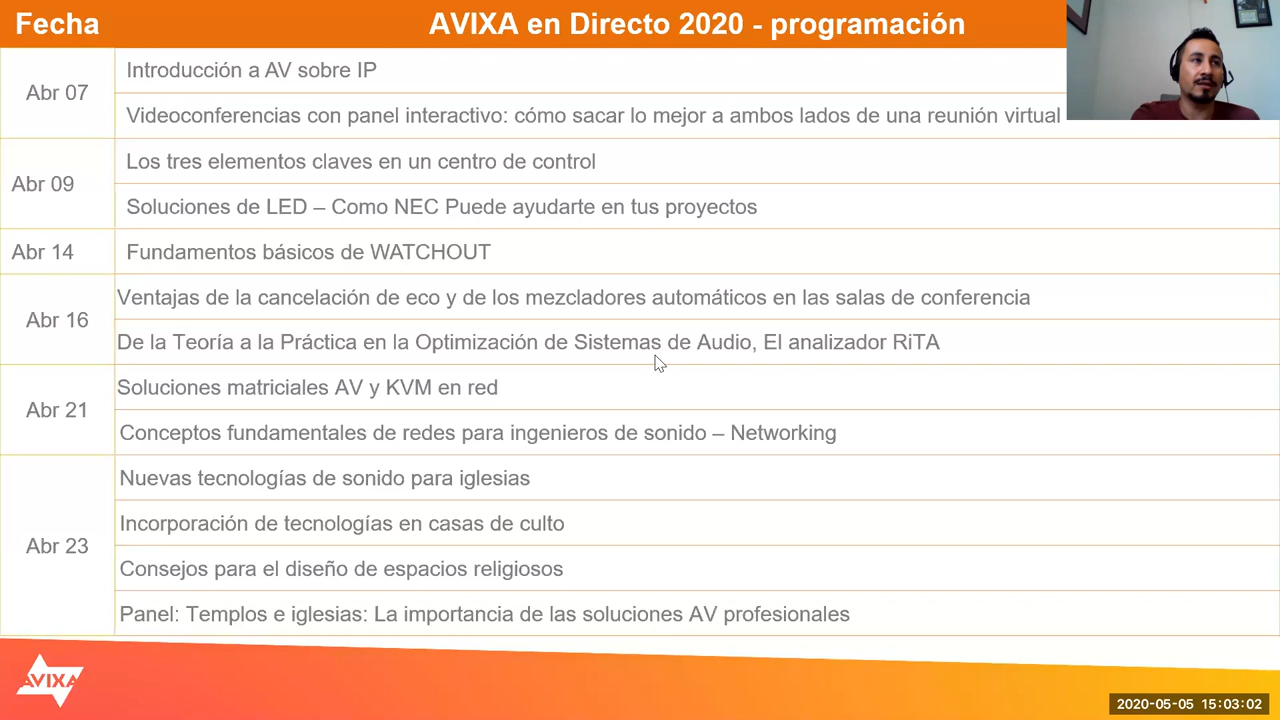 Fecha
AVIXA en Directo 2020 - programación
Abr 07
Introducción a AV sobre IP
Videoconferencias con panel interactivo: cómo sacar lo mejor a ambos lados de una reunión virtual
Abr 09
Los tres elementos claves en un centro de control
Soluciones de LED – Como NEC Puede ayudarte en tus proyectos
Abr 14
Fundamentos básicos de WATCHOUT
Abr 16
Ventajas de la cancelación de eco y de los mezcladores automáticos en las salas de conferencia
De la Teoría a la Práctica en la Optimización de Sistemas de Audio, El analizador RiTA
Abr 21
Soluciones matriciales AV y KVM en red
Conceptos fundamentales de redes para ingenieros de sonido – Networking
Abr 23
Nuevas tecnologías de sonido para iglesias
Incorporación de tecnologías en casas de culto
Consejos para el diseño de espacios religiosos
Panel: Templos e iglesias: La importancia de las soluciones AV profesionales
AVIXA
2020-05-05 15:03:02